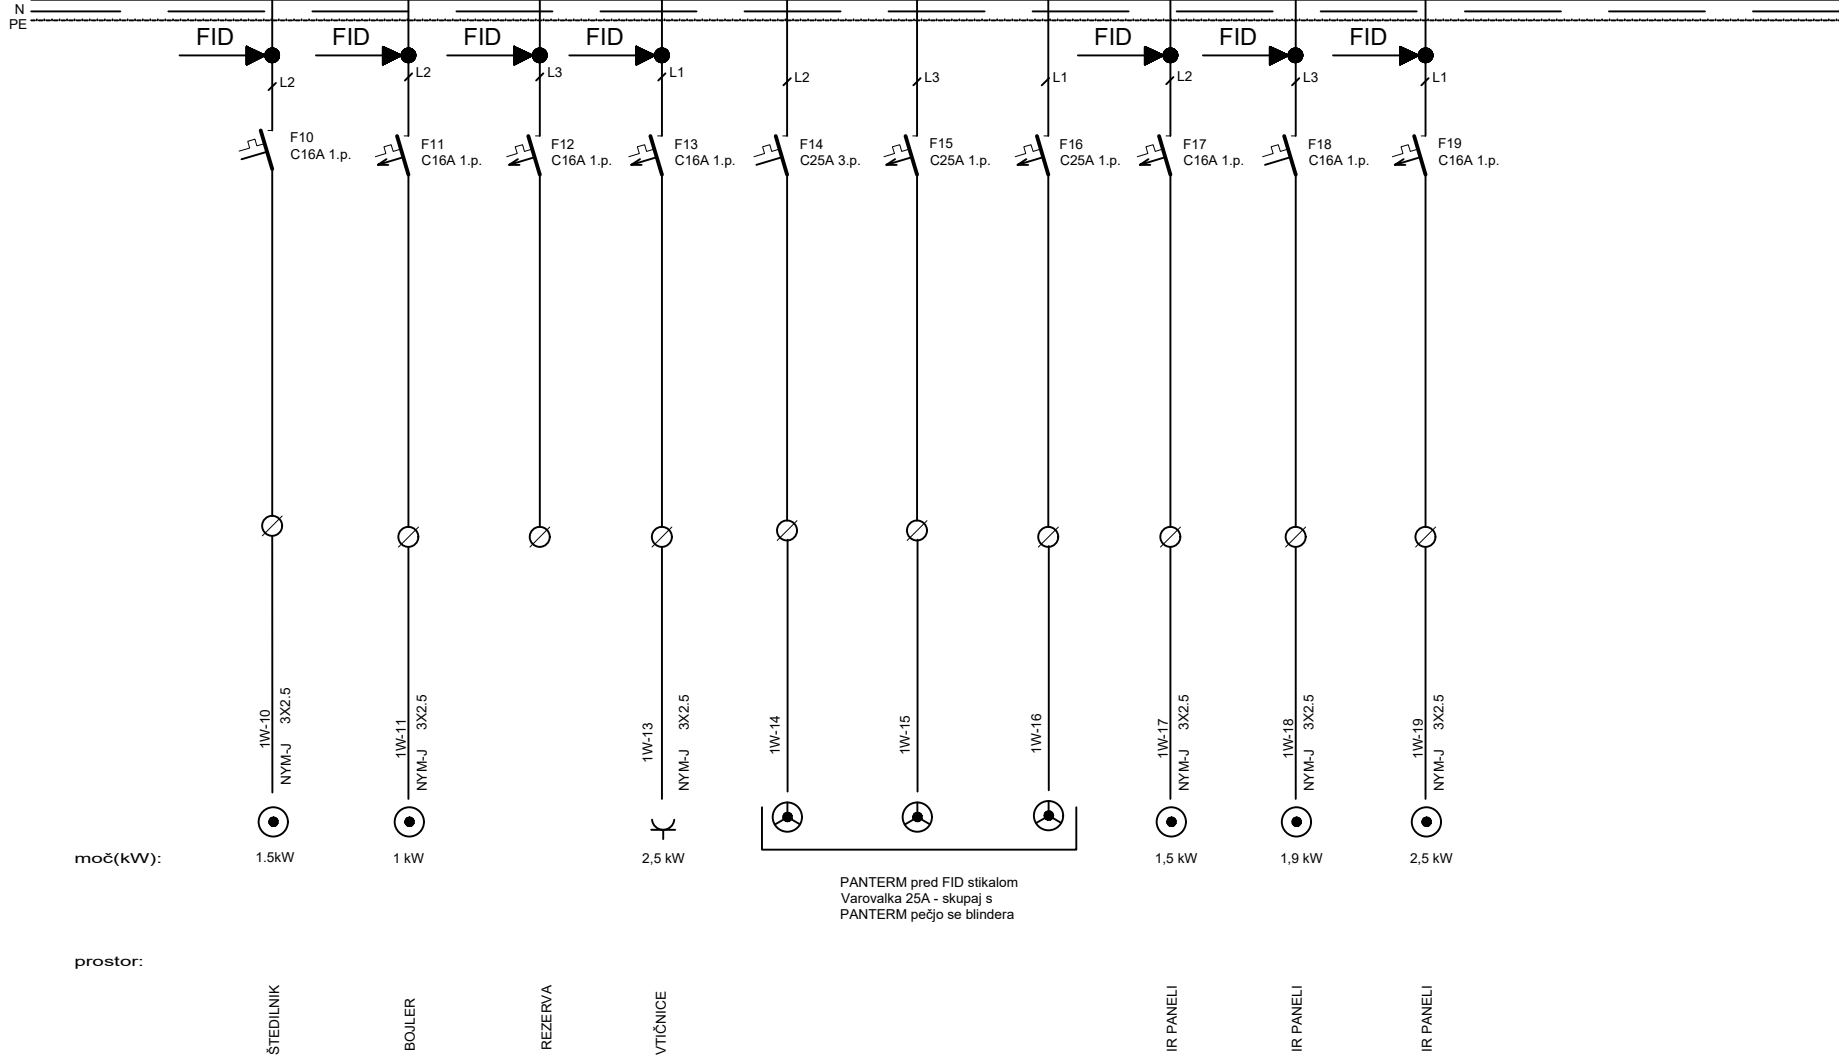 N
PE
FID
FID
FID
FID
FID
FID
FID
L2
L2
L3
L1
L2
L3
L1
L2
L3
L1
F10
C16A 1.p.
F11
C16A 1.p.
F12
C16A 1.p.
F13
C16A 1.p.
F14
C25A 3.p.
F15
C25A 1.p.
F16
C25A 1.p.
F17
C16A 1.p.
F18
C16A 1.p.
F19
C16A 1.p.
1W-10
NYM-J 3X2.5
1W-11
NYM-J 3X2.5
1W-13
NYM-J 3X2.5
1W-14
1W-15
1W-16
1W-17
NYM-J 3X2.5
1W-18
NYM-J 3X2.5
1W-19
NYM-J 3X2.5
moč(kW):
1.5kW
1 kW
2,5 kW
1,5 kW
1,9 kW
2,5 kW
PANTERM pred FID stikalom
Varovalka 25A - skupaj s
PANTERM pečjo se blindera
prostor:
ŠTEDILNIK
BOJLER
REZERVA
VTIČNICE
IR PANELI
IR PANELI
IR PANELI